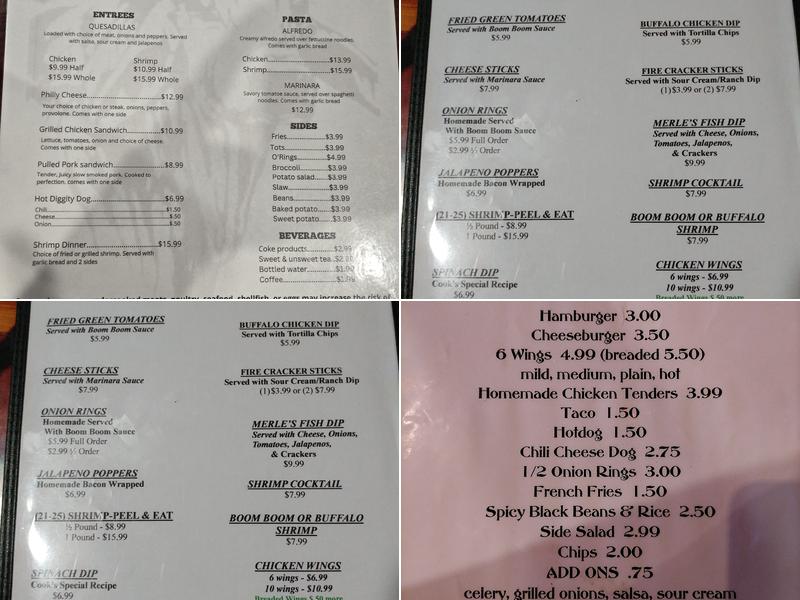 ENTREES
QUESADILLAS
Loaded with choice of meat, onions and peppers. Served
with salsa, sour cream and Jalapenos
Chicken
$9.99 Half
$15.99 Whole
Shrimp
$10.99 Half
$15.99 Whole
Philly Cheese $12.99
Your choice of chicken or steak, onions, peppers,
provolone. Comes with one side
Grilled Chicken Sandwich $10.99
Lettuce, tomatoes, onion and choice of cheese.
Comes with one side
Pulled Pork sandwich $8.99
Tender, juicy slow smoked pork. Cooked to
perfection. comes with one side
Hot Diggity Dog $6.99
Chili $1.50
Cheese $.50
Onion $.50
Shrimp Dinner $15.99
Choice of fried or grilled shrimp. Served with
garlic bread and 2 sides
PASTA
ALFREDO
Creamy alfredo served over fettuccine noodles.
Comes with garlic bread
Chicken $13.99
Shrimp $15.99
MARINARA
Savory tomatoe sauce, served over spaghetti
noodles. Comes with garlic bread
$12.99
SIDES
Fries $3.99
Tots $3.99
O'Rings $4.99
Broccoli $3.99
Potato salad $3.99
Slaw $3.99
Beans $3.99
Baked potato $3.99
Sweet potato $3.99
BEVERAGES
Coke products $2.99
Sweet & unsweet tea
Bottled water
Coffee
meats, poultry, seafood, shellfish, or eggs may increase the risk of
FRIED GREEN TOMATOES
Served with Boom Boom Sauce
$5.99
CHEESE STICKS
Served with Marinara Sauce
$7.99
ONION RINGS
Homemade Served
With Boom Boom Sauce
$5.99 Full Order
$2.99 ½ Order
JALAPENO POPPERS
Homemade Bacon Wrapped
$6.99
(21-25) SHRIMP-PEEL & EAT
½ Pound - $8.99
1 Pound - $15.99
SPINACH DIP
Cook's Special Recipe
$6.99
BUFFALO CHICKEN DIP
Served with Tortilla Chips
$5.99
FIRE CRACKER STICKS
Served with Sour Cream/Ranch Dip
(1)$3.99 or (2) $7.99
MERLE'S FISH DIP
Served with Cheese, Onions,
Tomatoes, Jalapenos,
& Crackers
$9.99
SHRIMP COCKTAIL
$7.99
BOOM BOOM OR BUFFALO
SHRIMP
$7.99
CHICKEN WINGS
6 wings - $6.99
10 wings - $10.99
Breaded Wings $.50 more
FRIED GREEN TOMATOES
Served with Boom Boom Sauce
$5.99
CHEESE STICKS
Served with Marinara Sauce
$7.99
ONION RINGS
Homemade Served
With Boom Boom Sauce
$5.99 Full Order
$2.99 ½ Order
JALAPENO POPPERS
Homemade Bacon Wrapped
$6.99
(21-25) SHRIMP-PEEL & EAT
½ Pound - $8.99
1 Pound - $15.99
SPINACH DIP
Cook's Special Recipe
$6.99
BUFFALO CHICKEN DIP
Served with Tortilla Chips
$5.99
FIRE CRACKER STICKS
Served with Sour Cream/Ranch Dip
(1)$3.99 or (2) $7.99
MERLE'S FISH DIP
Served with Cheese, Onions,
Tomatoes, Jalapenos,
& Crackers
$9.99
SHRIMP COCKTAIL
$7.99
BOOM BOOM OR BUFFALO
SHRIMP
$7.99
CHICKEN WINGS
6 wings - $6.99
10 wings - $10.99
Breaded Wings $.50 more
Hamburger 3.00
Cheeseburger 3.50
6 Wings 4.99 (breaded 5.50)
mild, medium, plain, hot
Homemade Chicken Tenders 3.99
Taco 1.50
Hotdog 1.50
Chili Cheese Dog 2.75
1/2 Onion Rings 3.00
French Fries 1.50
Spicy Black Beans & Rice 2.50
Side Salad 2.99
Chips 2.00
ADD ONS .75
celery, grilled onions, salsa, sour cream